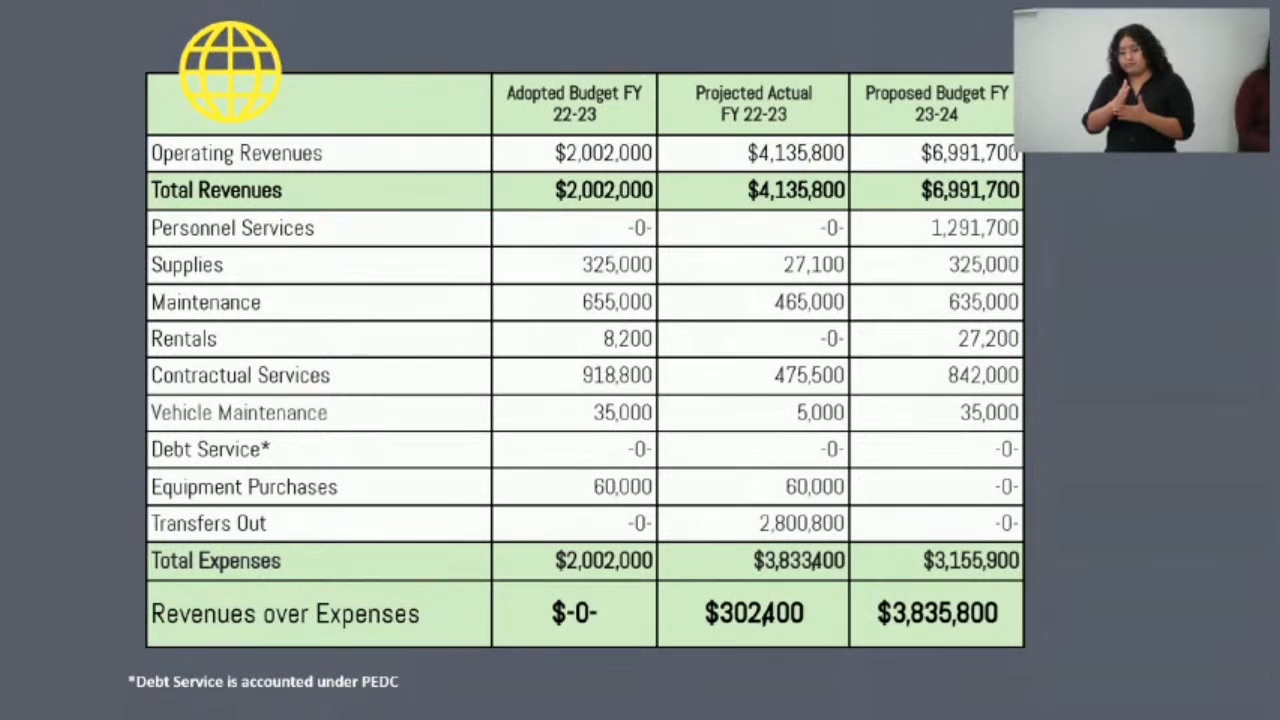 Adopted Budget FY 22-23 Projected Actual FY 22-23 Proposed Budget FY 23-24
Operating Revenues $2,002,000 $4,135,800 $6,991,700
Total Revenues $2,002,000 $4,135,800 $6,991,700
Personnel Services -0- -0- 1,291,700
Supplies 325,000 27,100 325,000
Maintenance 655,000 465,000 635,000
Rentals 8,200 -0- 27,200
Contractual Services 918,800 475,500 842,000
Vehicle Maintenance 35,000 5,000 35,000
Debt Service* -0- -0- -0-
Equipment Purchases 60,000 60,000 -0-
Transfers Out -0- 2,800,800 -0-
Total Expenses $2,002,000 $3,833,400 $3,155,900
Revenues over Expenses $-0- $302,400 $3,835,800
*Debt Service is accounted under PEDC